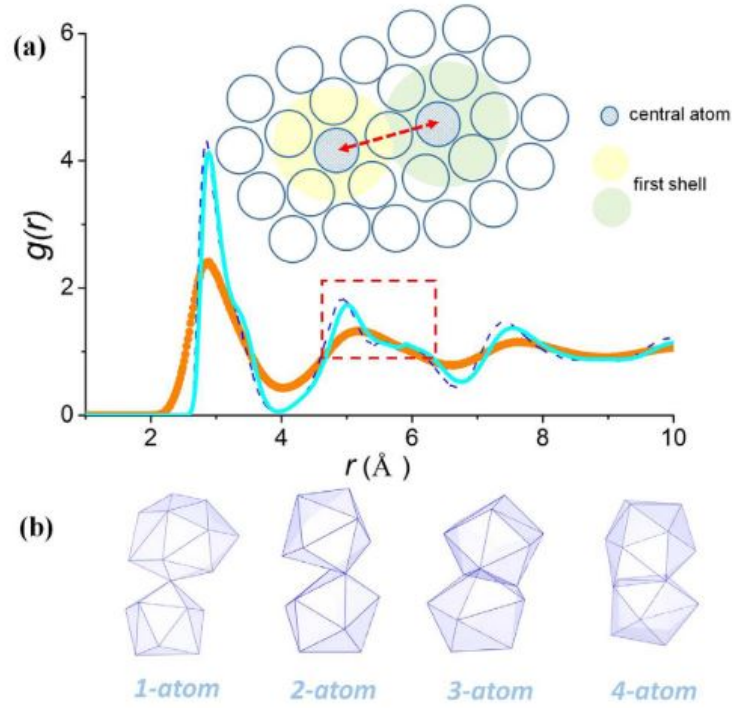 (a)
6
4
2
0
g(r)
central atom
first shell
2
4
6
8
10
r (Å)
(b)
1-atom
2-atom
3-atom
4-atom